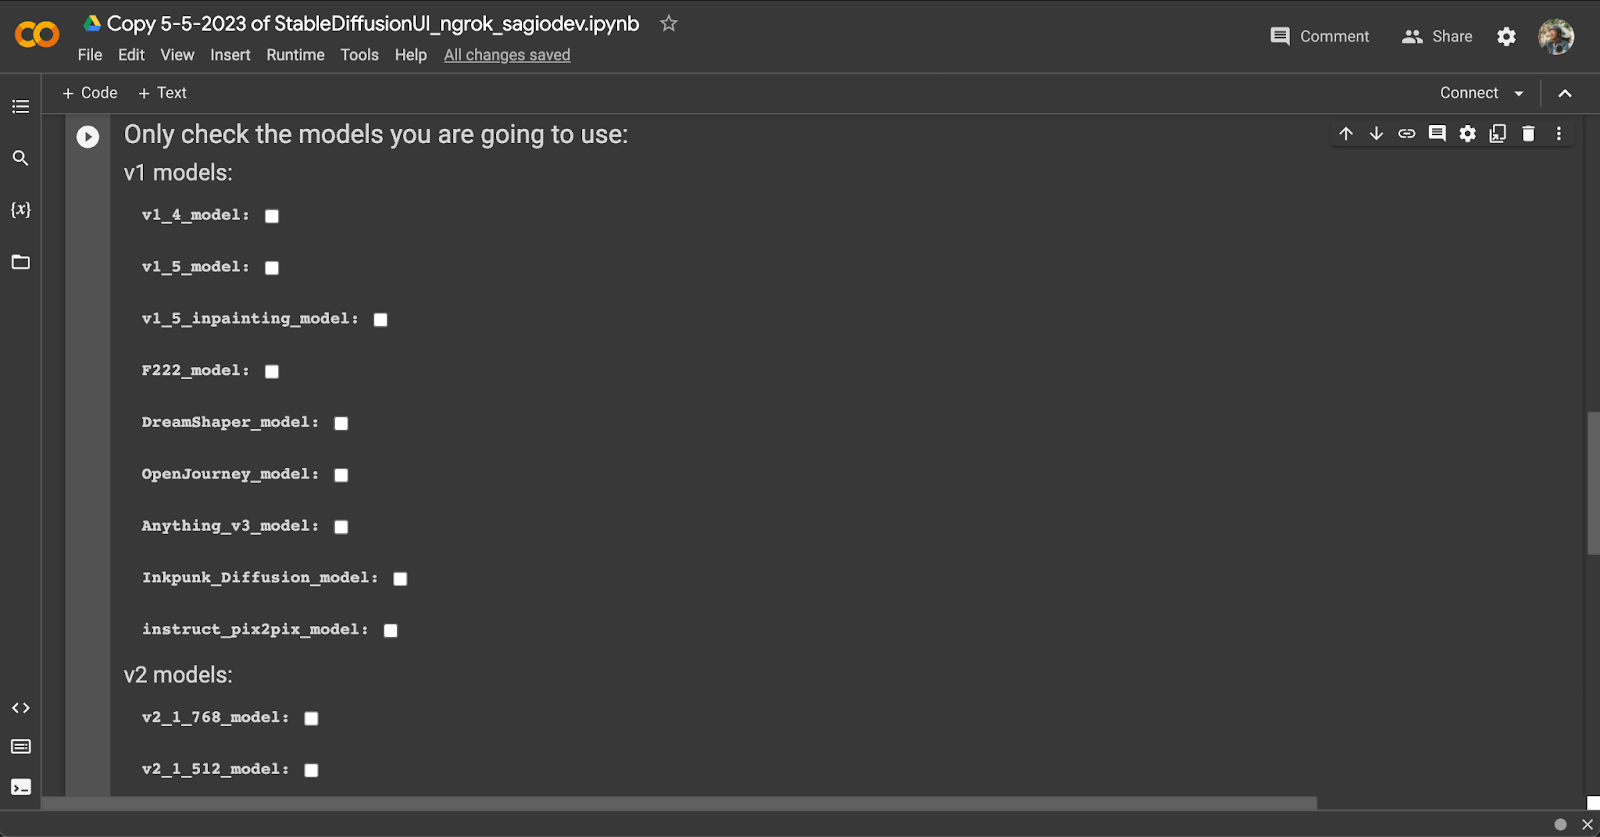 Copy 5-5-2023 of StableDiffusionUI_ngrok_sagiodev.ipynb
File Edit View Insert Runtime Tools Help All changes saved
Comment Share
+ Code + Text
Connect
Only check the models you are going to use:
v1 models:
v1_4_model:
v1_5_model:
v1_5_inpainting_model:
F222_model:
DreamShaper_model:
OpenJourney_model:
Anything_v3_model:
Inkpunk_Diffusion_model:
instruct_pix2pix_model:
v2 models:
v2_1_768_model:
v2_1_512_model: